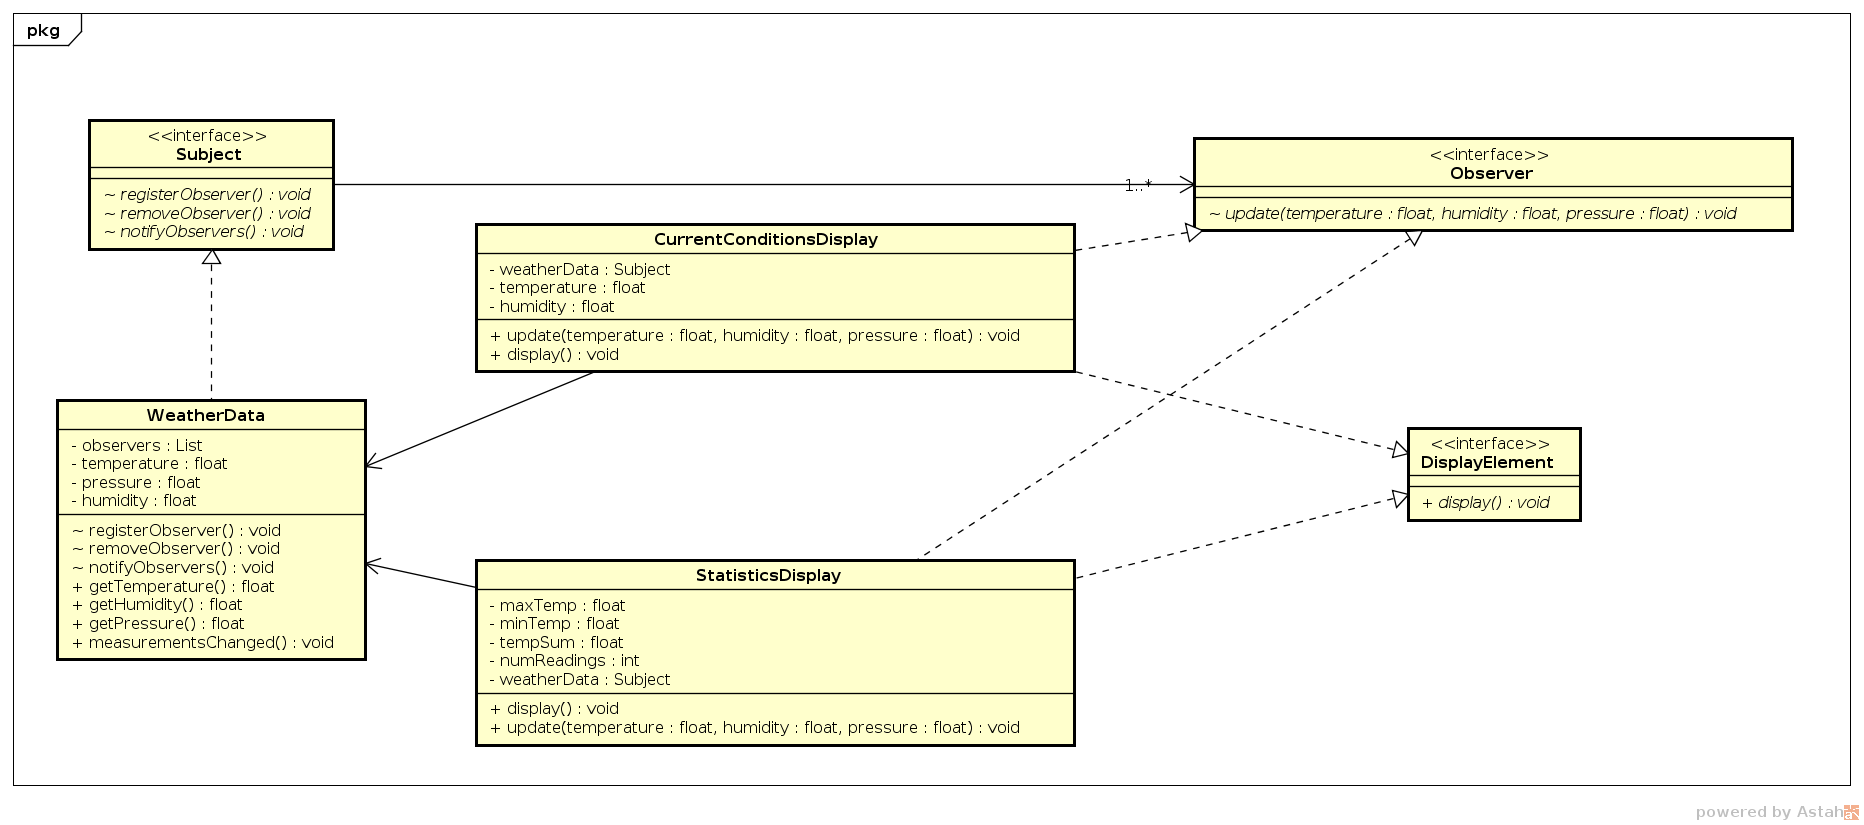 pkg
<<interface>>
Subject
~ registerObserver() : void
~ removeObserver() : void
~ notifyObservers() : void
1..*
<<interface>>
Observer
~ update(temperature : float, humidity : float, pressure : float) : void
CurrentConditionsDisplay
- weatherData : Subject
- temperature : float
- humidity : float
+ update(temperature : float, humidity : float, pressure : float) : void
+ display() : void
WeatherData
- observers : List
- temperature : float
- pressure : float
- humidity : float
~ registerObserver() : void
~ removeObserver() : void
~ notifyObservers() : void
+ getTemperature() : float
+ getHumidity() : float
+ getPressure() : float
+ measurementsChanged() : void
<<interface>>
DisplayElement
+ display() : void
StatisticsDisplay
- maxTemp : float
- minTemp : float
- tempSum : float
- numReadings : int
- weatherData : Subject
+ display() : void
+ update(temperature : float, humidity : float, pressure : float) : void
powered by Astah